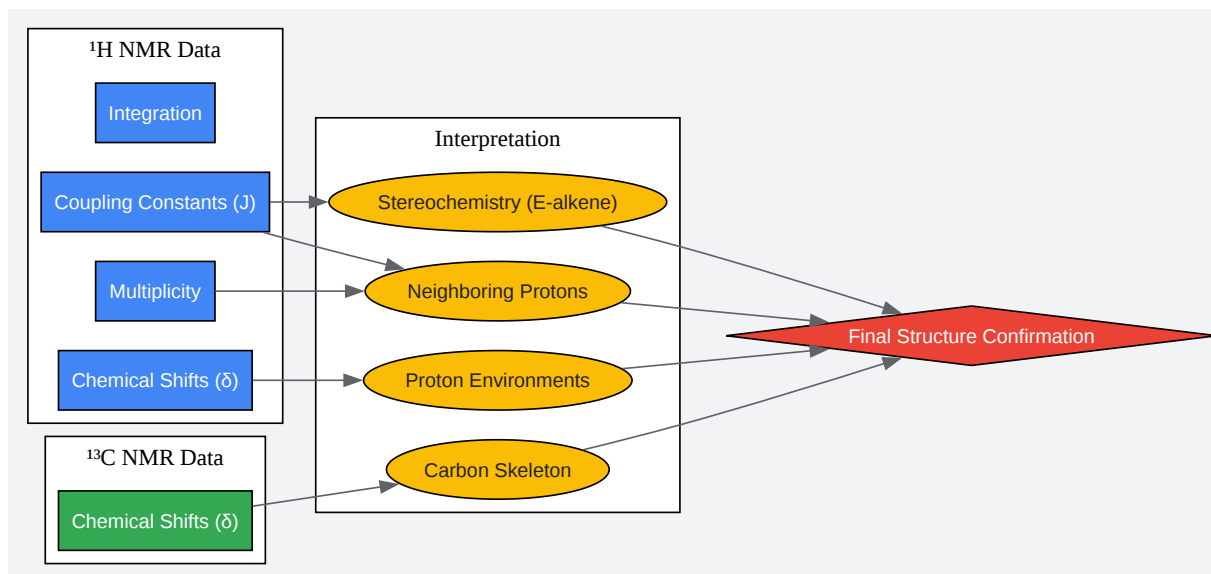 ¹H NMR Data
Integration
Coupling Constants (J)
Multiplicity
Chemical Shifts (δ)
¹³C NMR Data
Chemical Shifts (δ)
Interpretation
Stereochemistry (E-alkene)
Neighboring Protons
Proton Environments
Carbon Skeleton
Final Structure Confirmation